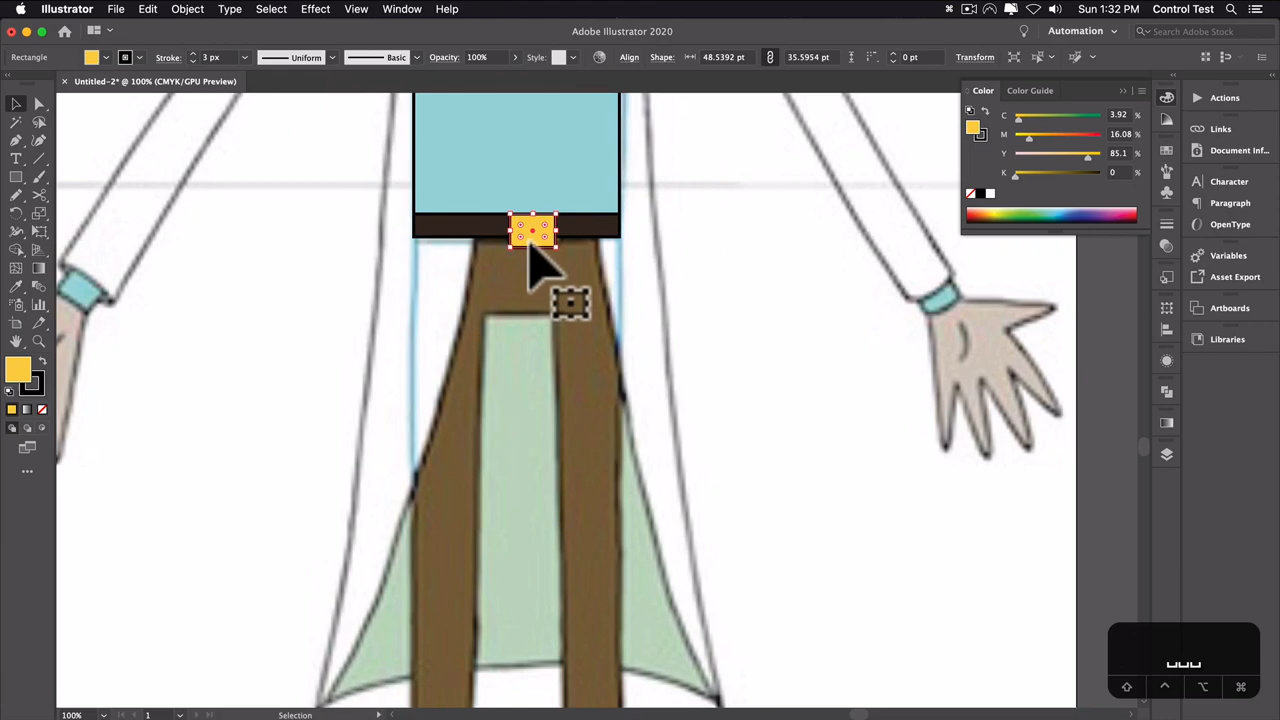 Illustrator File Edit Object Type Select Effect View Window Help
Sun 1:32 PM Control Test
Adobe Illustrator 2020
Automation
Search Adobe Stock
Rectangle Stroke: 3 px Uniform Basic Opacity: 100% Style: Align Shape: 48.5392 pt 35.5954 pt 0 pt Transform
Untitled-2* @ 100% (CMYK/GPU Preview)
Color Color Guide
C 3.92 %
M 16.08 %
Y 85.1 %
K 0 %
Actions
Links
Document Inf...
Character
Paragraph
OpenType
Variables
Asset Export
Artboards
Libraries
100% 1 Selection